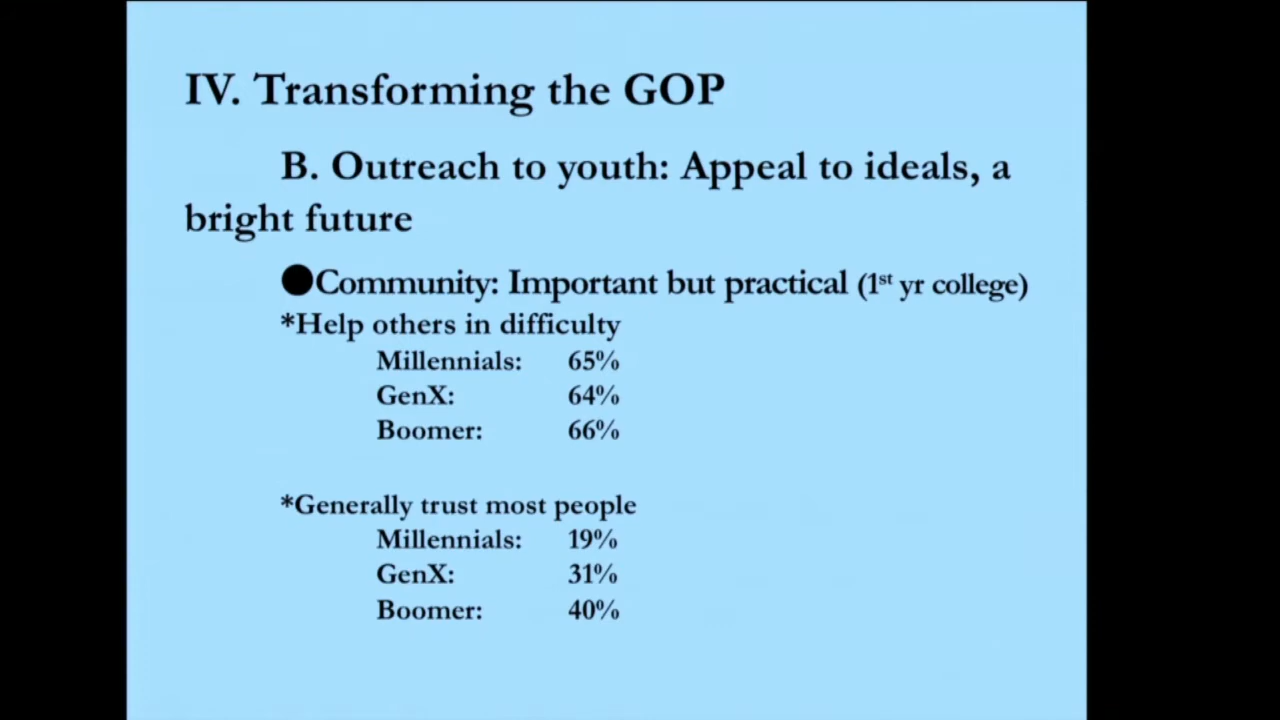 IV. Transforming the GOP
B. Outreach to youth: Appeal to ideals, a
bright future
●Community: Important but practical (1st yr college)
*Help others in difficulty
Millennials: 65%
GenX: 64%
Boomer: 66%
*Generally trust most people
Millennials: 19%
GenX: 31%
Boomer: 40%